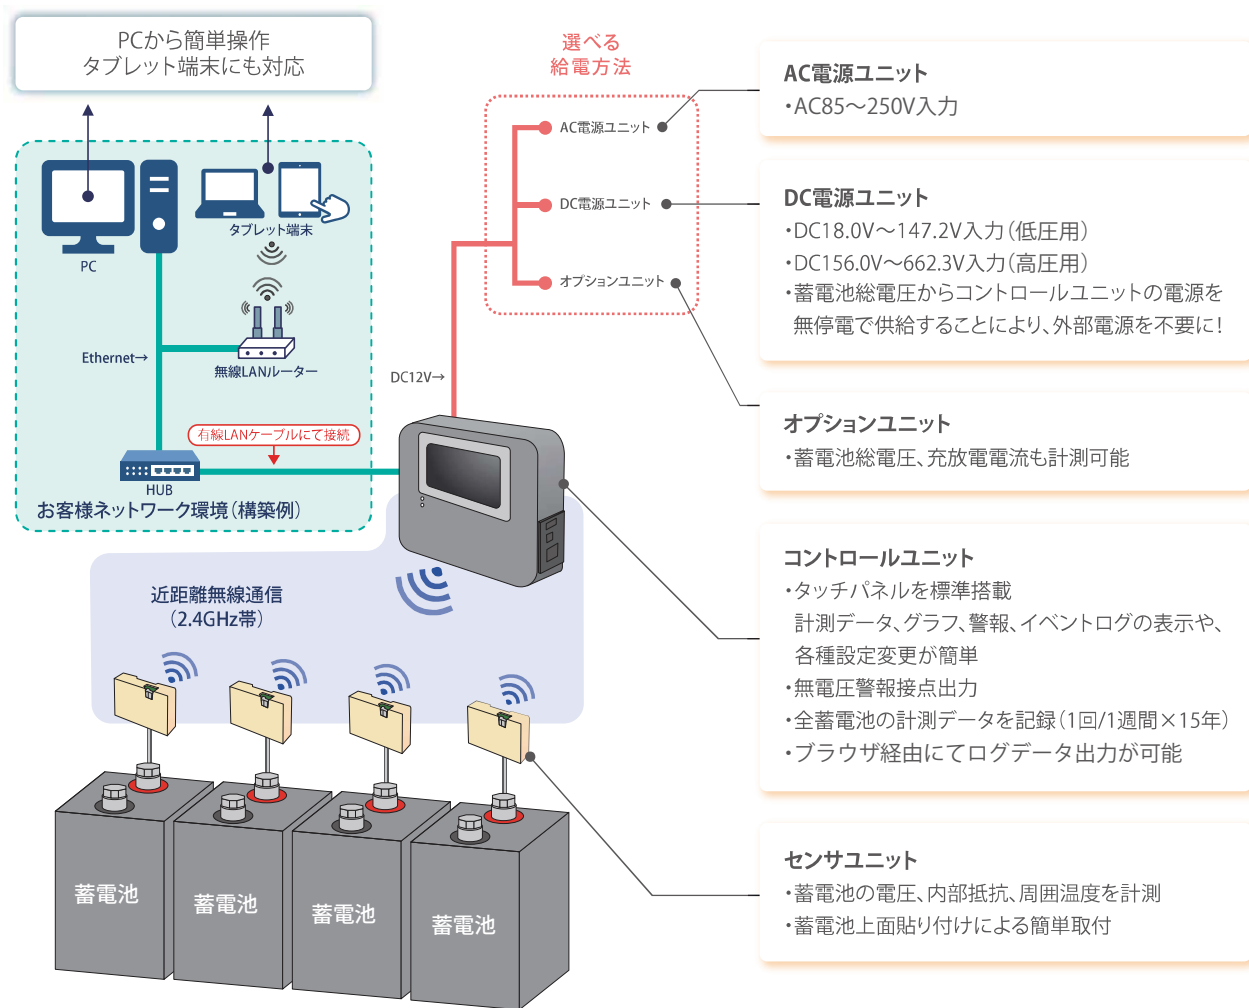 PCから簡単操作
タブレット端末にも対応
PC
タブレット端末
Ethernet→
無線LANルーター
有線LANケーブルにて接続
HUB
お客様ネットワーク環境(構築例)
選べる
給電方法
AC電源ユニット
DC電源ユニット
オプションユニット
DC12V→
近距離無線通信
(2.4GHz帯)
蓄電池
蓄電池
蓄電池
蓄電池
AC電源ユニット
・AC85～250V入力
DC電源ユニット
・DC18.0V～147.2V入力(低圧用)
・DC156.0V～662.3V入力(高圧用)
・蓄電池総電圧からコントロールユニットの電源を
無停電で供給することにより、外部電源を不要に!
オプションユニット
・蓄電池総電圧、充放電電流も計測可能
コントロールユニット
・タッチパネルを標準搭載
計測データ、グラフ、警報、イベントログの表示や、
各種設定変更が簡単
・無電圧警報接点出力
・全蓄電池の計測データを記録(1回/1週間×15年)
・ブラウザ経由にてログデータ出力が可能
センサユニット
・蓄電池の電圧、内部抵抗、周囲温度を計測
・蓄電池上面貼り付けによる簡単取付